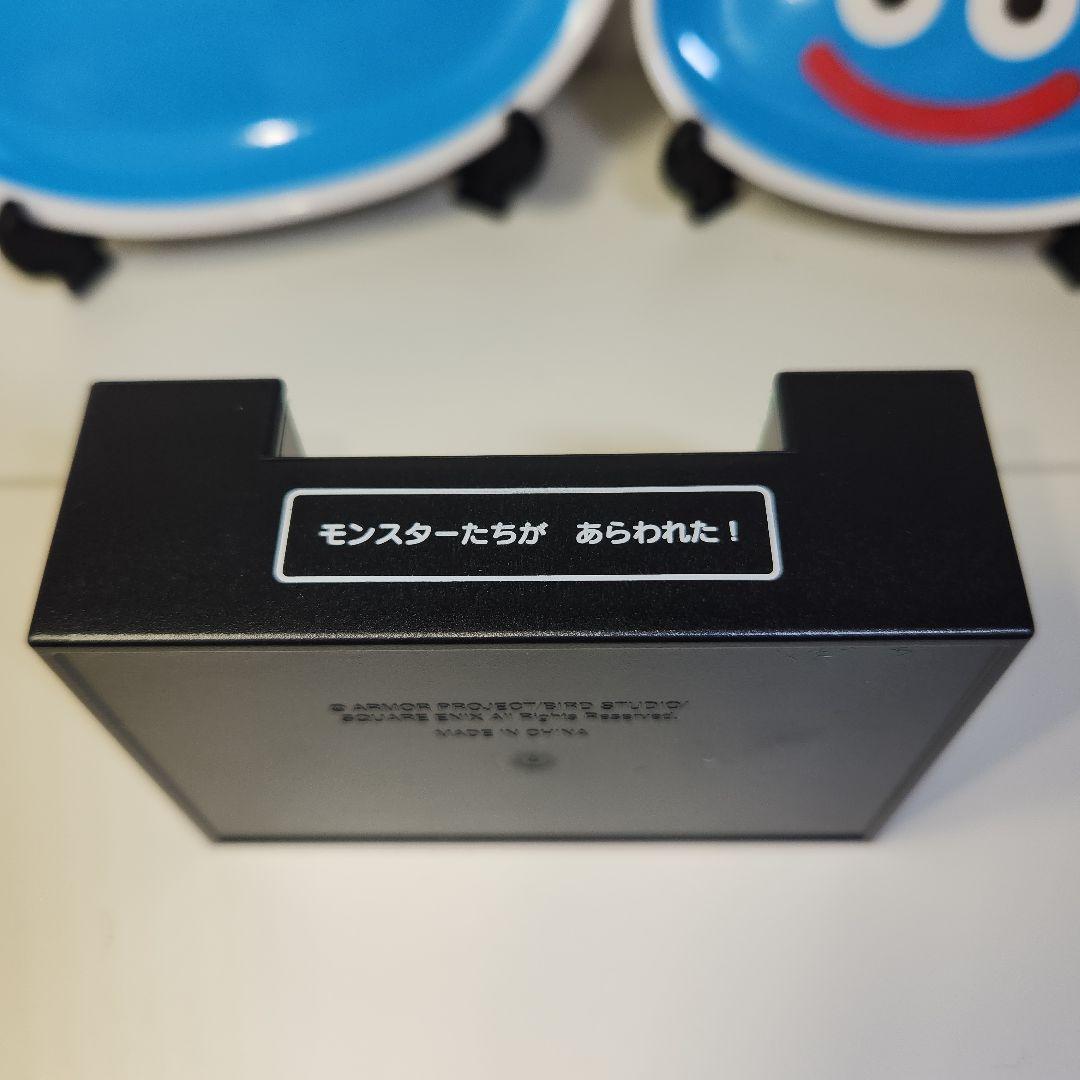 モンスターたちが　あらわれた！
© ARMOR PROJECT/BIRD STUDIO/
SQUARE ENIX All Rights Reserved.
MADE IN CHINA